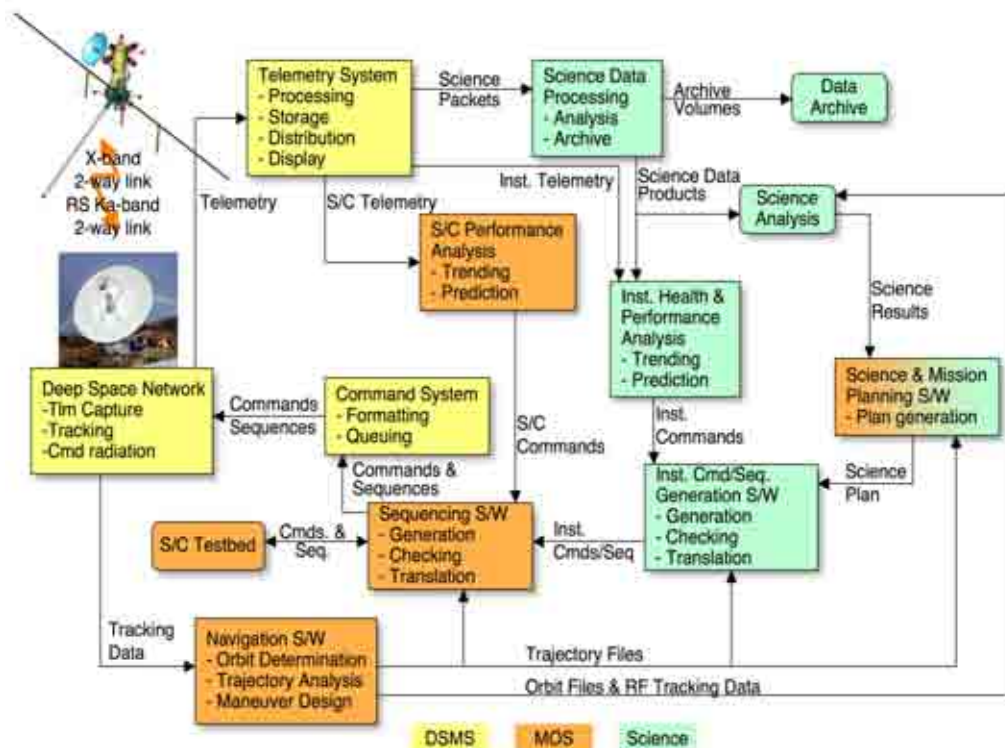 X-band
2-way link
RS Ka-band
2-way link
Telemetry
Telemetry System
- Processing
- Storage
- Distribution
- Display
Science
Packets
Science Data
Processing
- Analysis
- Archive
Archive
Volumes
Data
Archive
Inst. Telemetry
Science Data
Products
S/C Telemetry
Science
Analysis
S/C Performance
Analysis
- Trending
- Prediction
Inst. Health &
Performance
Analysis
- Trending
- Prediction
Science
Results
Science & Mission
Planning S/W
- Plan generation
Deep Space Network
-Tlm Capture
-Tracking
-Cmd radiation
Commands
Sequences
Command System
- Formatting
- Queuing
S/C
Commands
Inst.
Commands
Science
Plan
Commands &
Sequences
Inst. Cmd/Seq.
Generation S/W
- Generation
- Checking
- Translation
S/C Testbed
Cmds. &
Seq.
Sequencing S/W
- Generation
- Checking
- Translation
Inst.
Cmds/Seq
Tracking
Data
Navigation S/W
- Orbit Determination
- Trajectory Analysis
- Maneuver Design
Trajectory Files
Orbit Files & RF Tracking Data
DSMS
MOS
Science